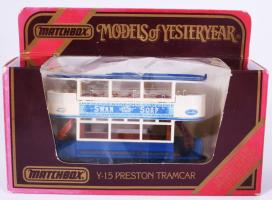 MATCHBOX
MODELS of YESTERYEAR
SWAN SOAP
MATCHBOX
Y-15 PRESTON TRAMCAR